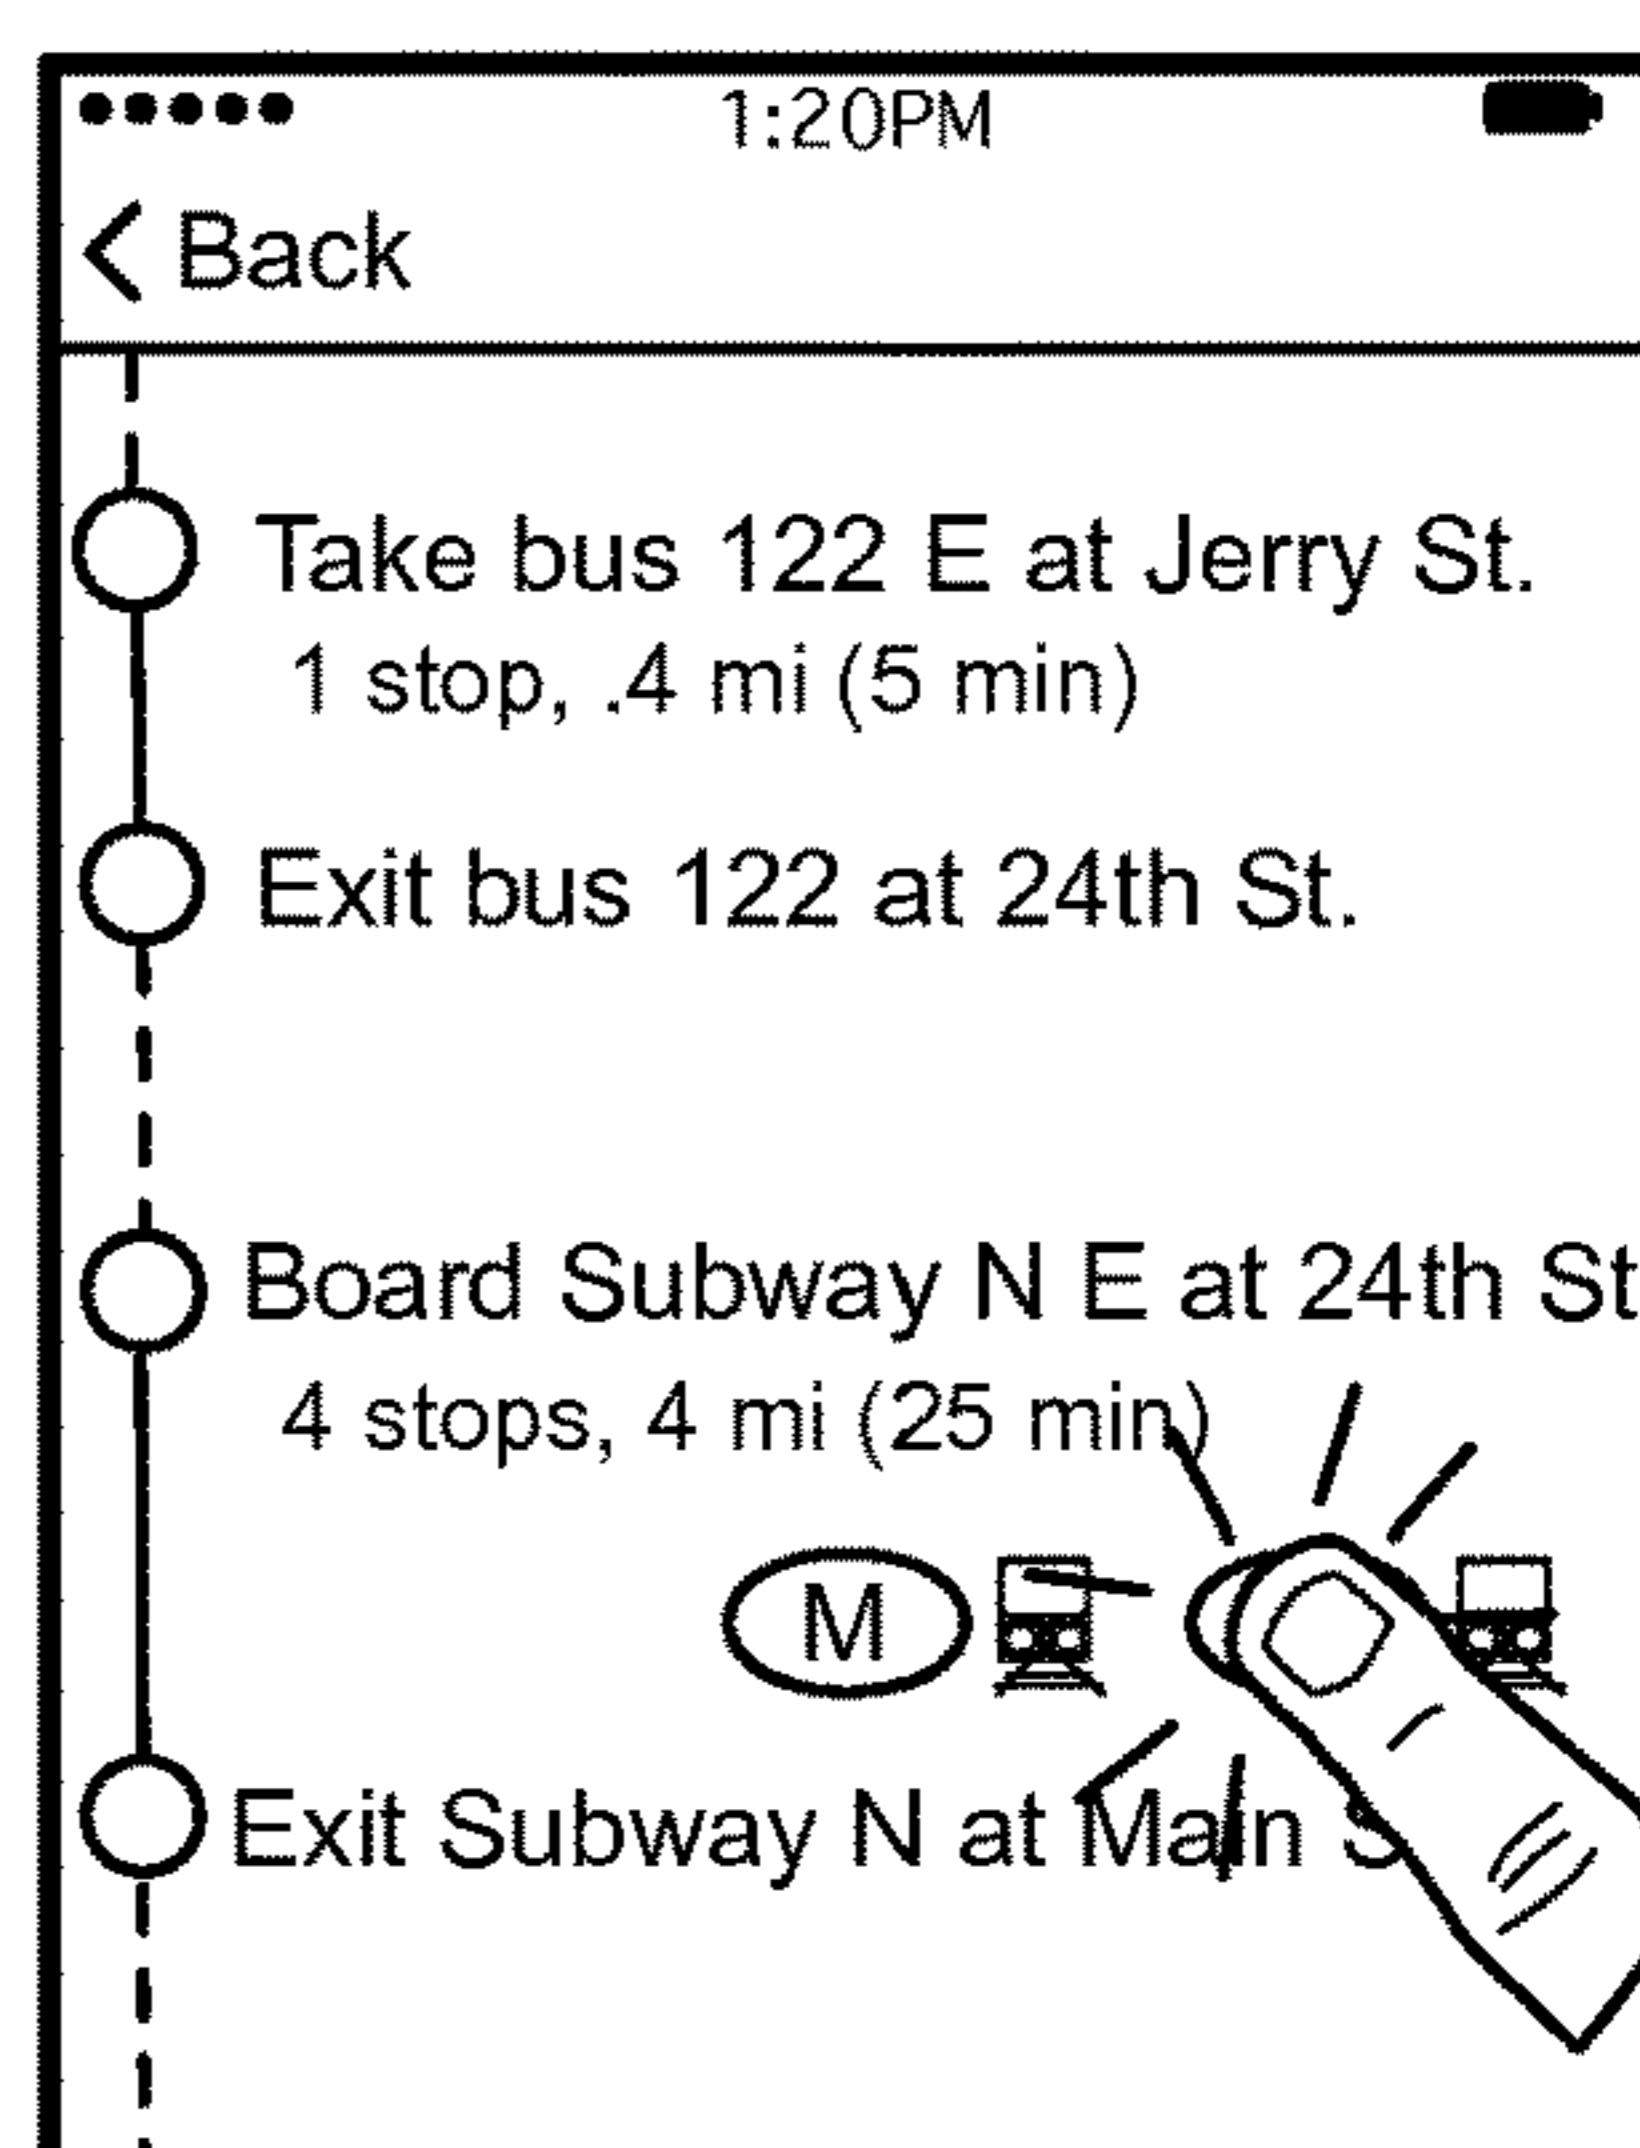 1:20PM
< Back
Take bus 122 E at Jerry St.
1 stop, .4 mi (5 min)
Exit bus 122 at 24th St.
Board Subway N E at 24th St
4 stops, 4 mi (25 min)
M
Exit Subway N at Main